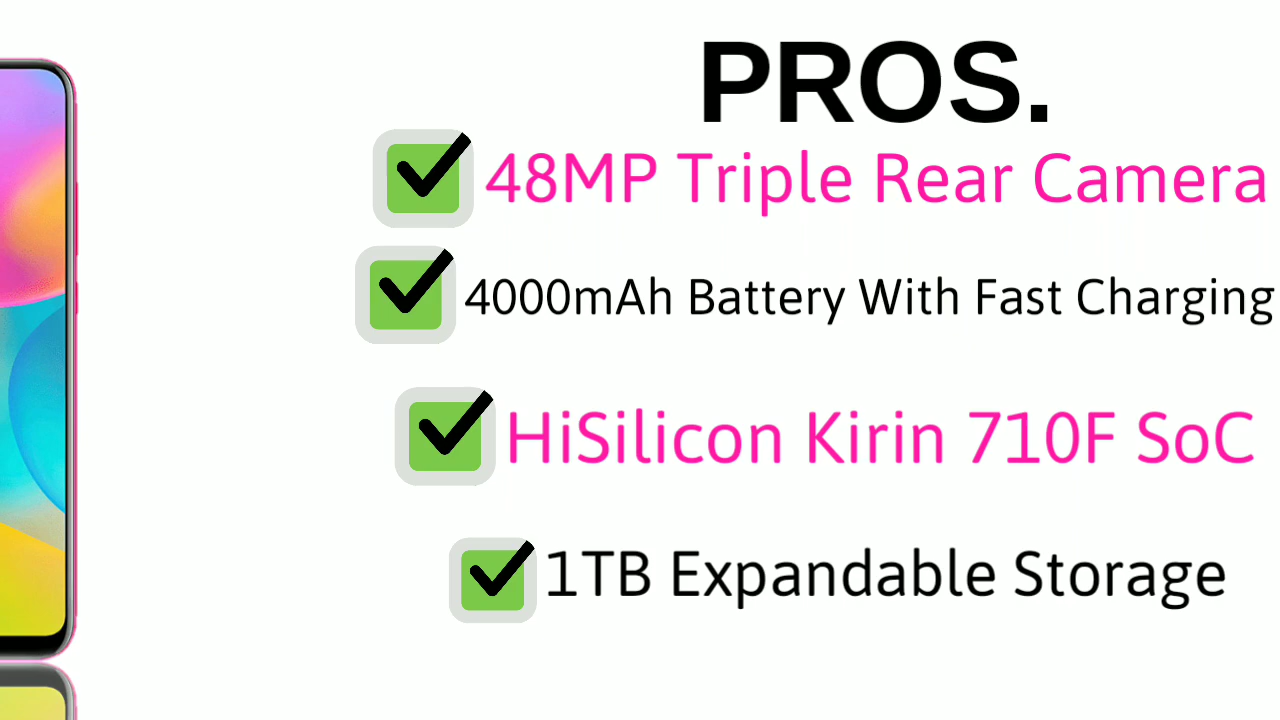 PROS.
48MP Triple Rear Camera
4000mAh Battery With Fast Charging
HiSilicon Kirin 710F SoC
1TB Expandable Storage